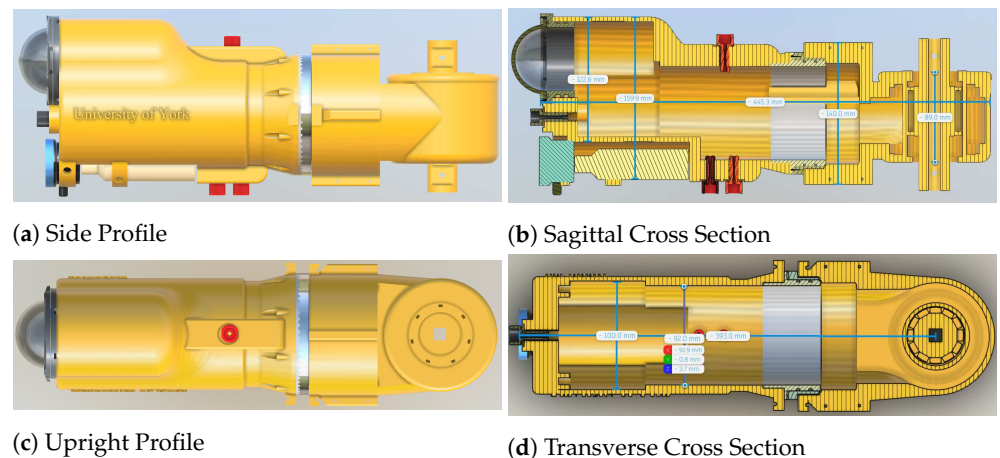 University of York
~ 122.6 mm
~ 159.9 mm
~ 445.3 mm
~ 140.0 mm
~ 89.0 mm
(a) Side Profile
(b) Sagittal Cross Section
~ 100.0 mm
~ 92.0 mm
~ 393.0 mm
X ~ 91.9 mm
Y ~ 0.8 mm
Z ~ 3.7 mm
(c) Upright Profile
(d) Transverse Cross Section